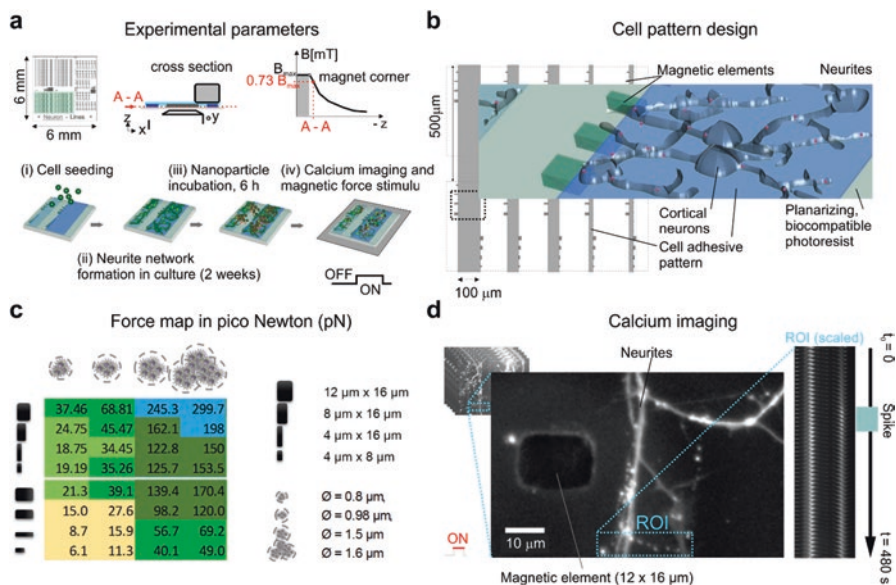 a
Experimental parameters
6 mm
6 mm
A - A
cross section
z
x
y
B[mT]
B max
0.73 B max
magnet corner
A - A
- z
(i) Cell seeding
(ii) Neurite network
formation in culture (2 weeks)
(iii) Nanoparticle
incubation, 6 h
(iv) Calcium imaging and
magnetic force stimulu
OFF
ON
b
Cell pattern design
Magnetic elements
Neurites
500μm
Cortical
neurons
Cell adhesive
pattern
Planarizing,
biocompatible
photoresist
100 μm
c
Force map in pico Newton (pN)
37.46 68.81 245.3 299.7
24.75 45.47 162.1 198
18.75 34.45 122.8 150
19.19 35.26 125.7 153.5
21.3 39.1 139.4 170.4
15.0 27.6 98.2 120.0
8.7 15.9 56.7 69.2
6.1 11.3 40.1 49.0
12 μm x 16 μm
8 μm x 16 μm
4 μm x 16 μm
4 μm x 8 μm
Ø = 0.8 μm,
Ø = 0.98 μm,
Ø = 1.5 μm
Ø = 1.6 μm
d
Calcium imaging
Neurites
ROI (scaled)
t₀= 0
Spike
t = 480 s
ROI
ON
10 μm
Magnetic element (12 x 16 μm)